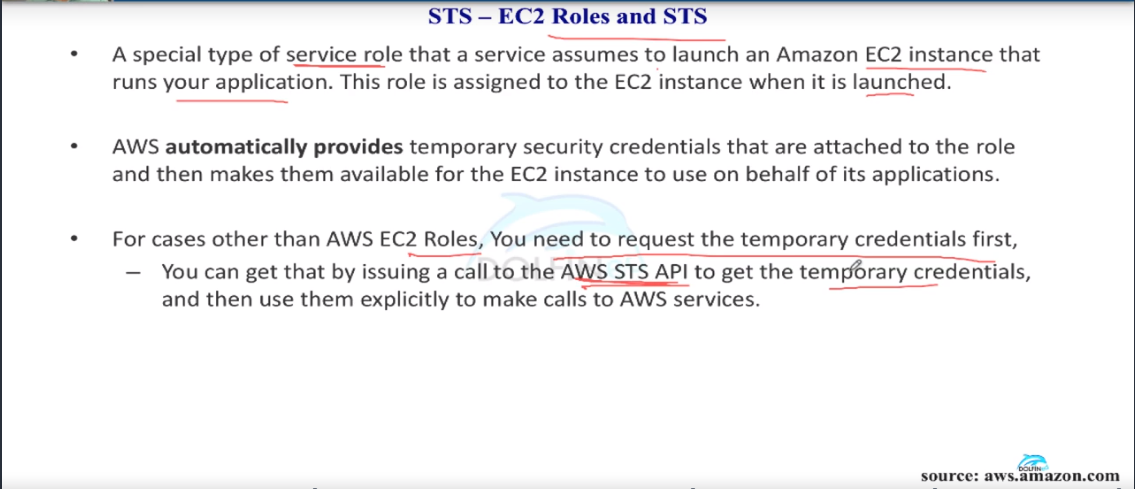 STS – EC2 Roles and STS
• A special type of service role that a service assumes to launch an Amazon EC2 instance that
runs your application. This role is assigned to the EC2 instance when it is launched.
• AWS automatically provides temporary security credentials that are attached to the role
and then makes them available for the EC2 instance to use on behalf of its applications.
• For cases other than AWS EC2 Roles, You need to request the temporary credentials first,
– You can get that by issuing a call to the AWS STS API to get the temporary credentials,
and then use them explicitly to make calls to AWS services.
DOLFIN
source: aws.amazon.com